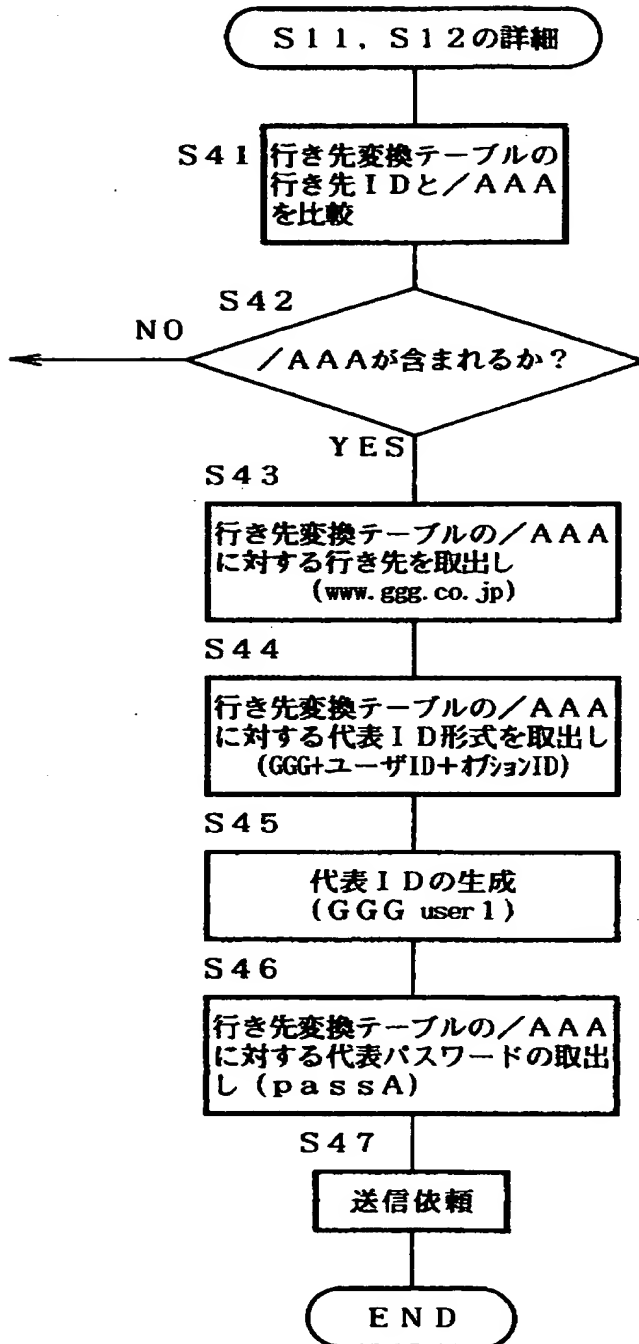 S11，S12の詳細
S41
行き先変換テーブルの
行き先IDと／AAA
を比較
S42
NO
／AAAが含まれるか？
YES
S43
行き先変換テーブルの／AAA
に対する行き先を取出し
(www.ggg.co.jp)
S44
行き先変換テーブルの／AAA
に対する代表ID形式を取出し
(GGG+ユーザID+ｵﾌﾟｼｮﾝID)
S45
代表IDの生成
(GGG user1)
S46
行き先変換テーブルの／AAA
に対する代表パスワードの取出
し(passA)
S47
送信依頼
END